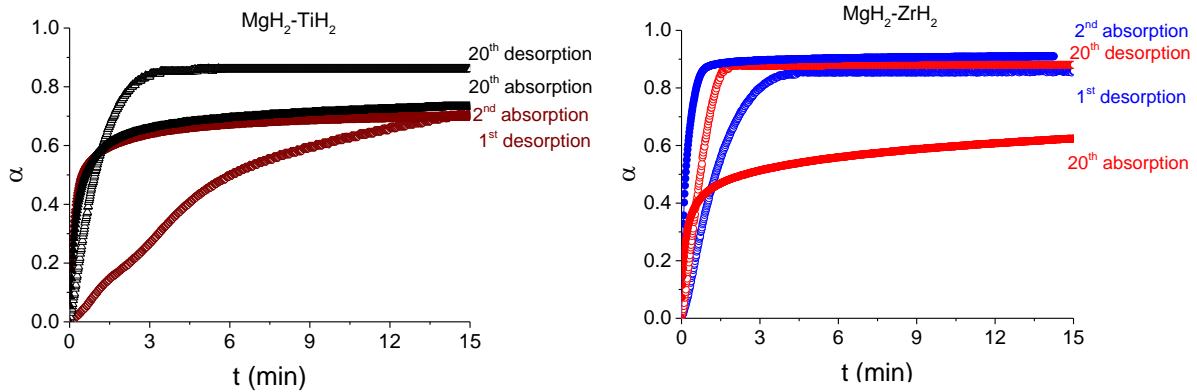 MgH₂-TiH₂
1.0
0.8
0.6
0.4
0.2
0.0
α
0
3
6
9
12
15
t (min)
20ᵗʰ desorption
20ᵗʰ absorption
2ⁿᵈ absorption
1ˢᵗ desorption
MgH₂-ZrH₂
1.0
0.8
0.6
0.4
0.2
0.0
α
0
3
6
9
12
15
t (min)
2ⁿᵈ absorption
20ᵗʰ desorption
1ˢᵗ desorption
20ᵗʰ absorption